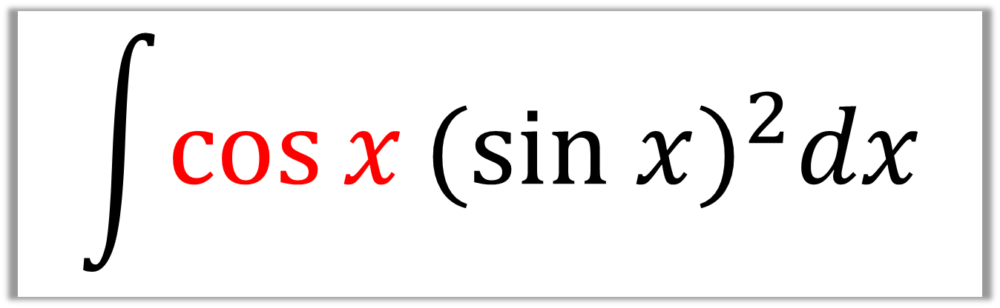 ∫ cos x (sin x)² dx